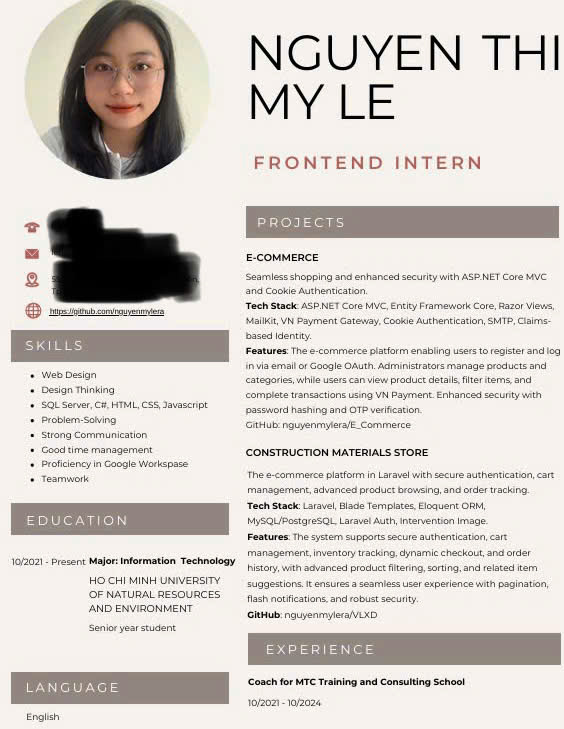 NGUYEN THI
MY LE
FRONTEND INTERN
https://github.com/nguyenmylera
SKILLS
Web Design
Design Thinking
SQL Server, C#, HTML, CSS, Javascript
Problem-Solving
Strong Communication
Good time management
Proficiency in Google Workspase
Teamwork
EDUCATION
10/2021 - Present Major: Information Technology
HO CHI MINH UNIVERSITY
OF NATURAL RESOURCES
AND ENVIRONMENT
Senior year student
LANGUAGE
English
PROJECTS
E-COMMERCE
Seamless shopping and enhanced security with ASP.NET Core MVC
and Cookie Authentication.
Tech Stack: ASP.NET Core MVC, Entity Framework Core, Razor Views,
MailKit, VN Payment Gateway, Cookie Authentication, SMTP, Claims-
based Identity.
Features: The e-commerce platform enabling users to register and log
in via email or Google OAuth. Administrators manage products and
categories, while users can view product details, filter items, and
complete transactions using VN Payment. Enhanced security with
password hashing and OTP verification.
GitHub: nguyenmylera/E_Commerce
CONSTRUCTION MATERIALS STORE
The e-commerce platform in Laravel with secure authentication, cart
management, advanced product browsing, and order tracking.
Tech Stack: Laravel, Blade Templates, Eloquent ORM,
MySQL/PostgreSQL, Laravel Auth, Intervention Image.
Features: The system supports secure authentication, cart
management, inventory tracking, dynamic checkout, and order
history, with advanced product filtering, sorting, and related item
suggestions. It ensures a seamless user experience with pagination,
flash notifications, and robust security.
GitHub: nguyenmylera/VLXD
EXPERIENCE
Coach for MTC Training and Consulting School
10/2021 - 10/2024